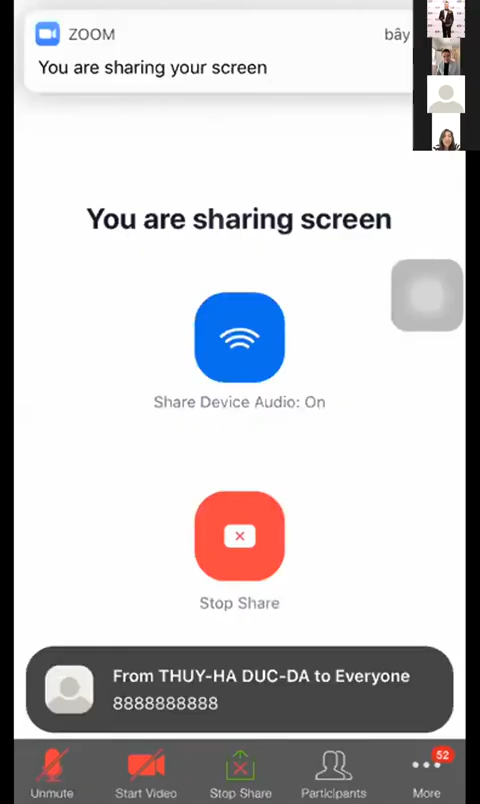 ZOOM
bây
You are sharing your screen
You are sharing screen
Share Device Audio: On
Stop Share
From THUY-HA DUC-DA to Everyone
8888888888
52
Unmute
Start Video
Stop Share
Participants
More